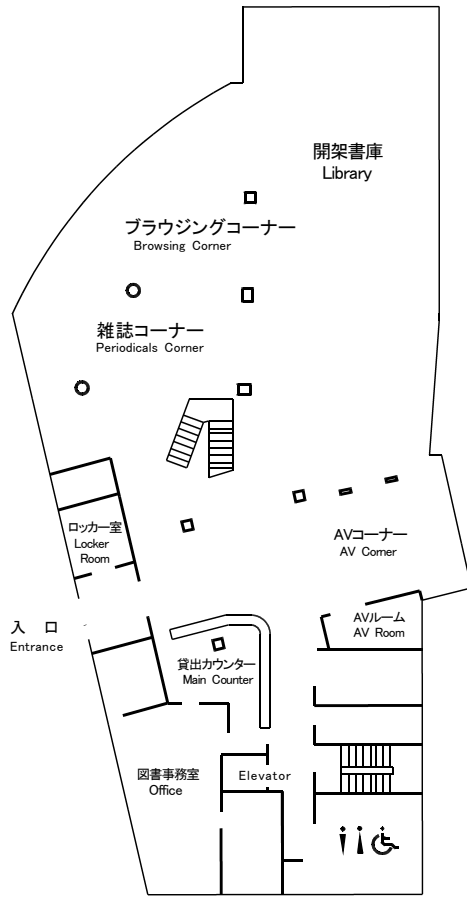 開架書庫
Library
ブラウジングコーナー
Browsing Corner
雑誌コーナー
Periodicals Corner
ロッカー室
Locker
Room
AVコーナー
AV Corner
入 口
Entrance
AVルーム
AV Room
貸出カウンター
Main Counter
図書事務室
Office
Elevator